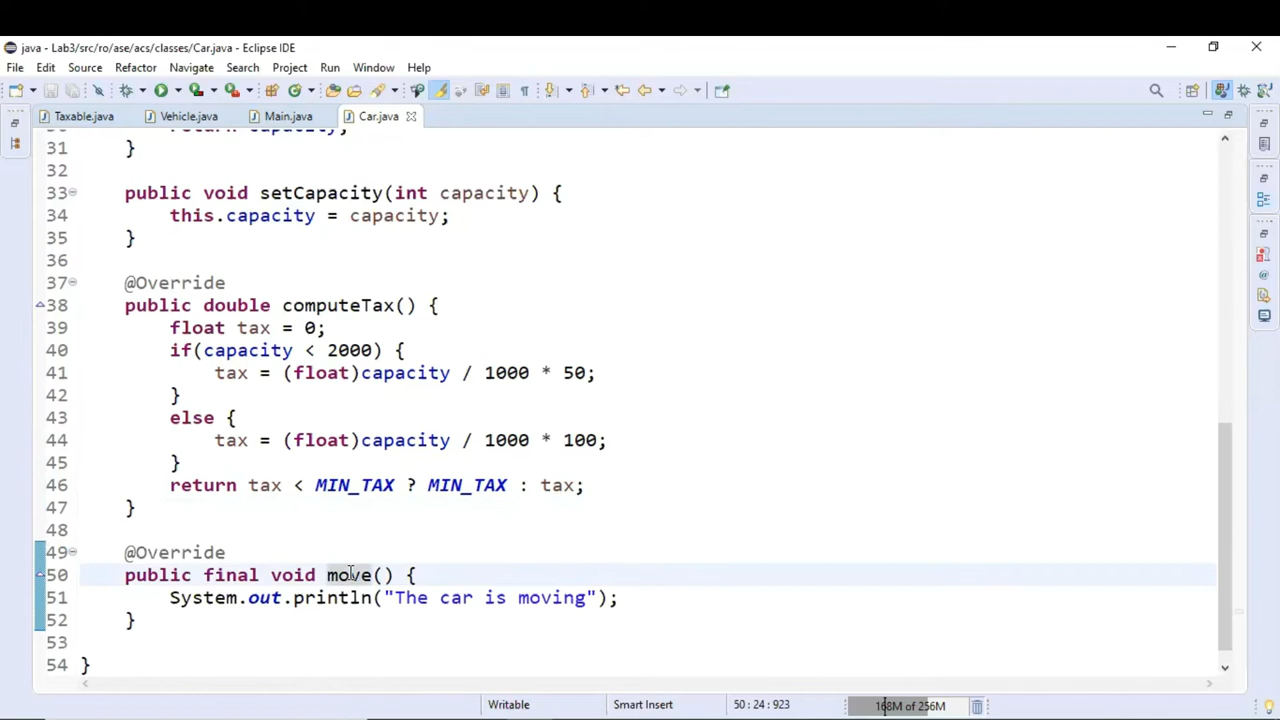 java - Lab3/src/ro/ase/acs/classes/Car.java - Eclipse IDE
File Edit Source Refactor Navigate Search Project Run Window Help
Taxable.java Vehicle.java Main.java Car.java
return capacity;
31 }
32
33 public void setCapacity(int capacity) {
34 this.capacity = capacity;
35 }
36
37 @Override
38 public double computeTax() {
39 float tax = 0;
40 if(capacity < 2000) {
41 tax = (float)capacity / 1000 * 50;
42 }
43 else {
44 tax = (float)capacity / 1000 * 100;
45 }
46 return tax < MIN_TAX ? MIN_TAX : tax;
47 }
48
49 @Override
50 public final void move() {
51 System.out.println("The car is moving");
52 }
53
54 }
Writable Smart Insert 50 : 24 : 923 168M of 256M